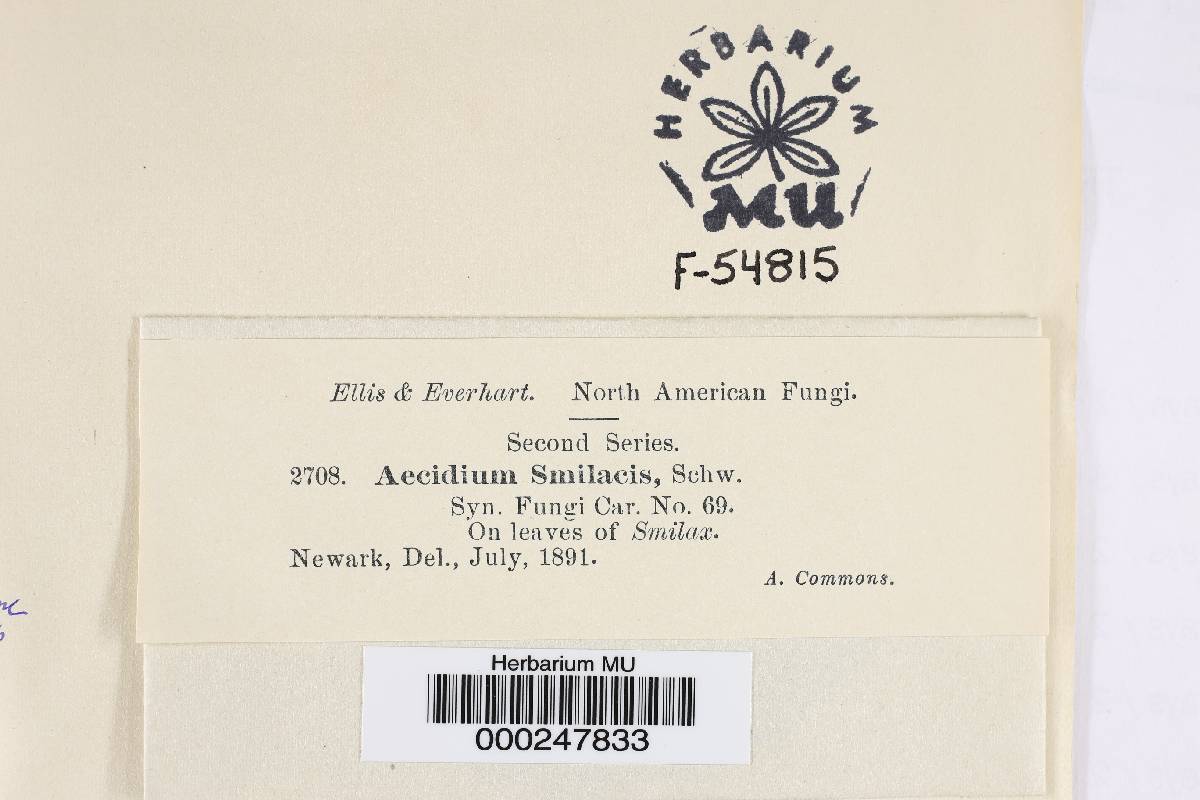 HERBARIUM
MU
F-54815
Ellis & Everhart. North American Fungi.
Second Series.
2708. Aecidium Smilacis, Schw.
Syn. Fungi Car. No. 69.
On leaves of Smilax.
Newark, Del., July, 1891.
A. Commons.
Herbarium MU
000247833